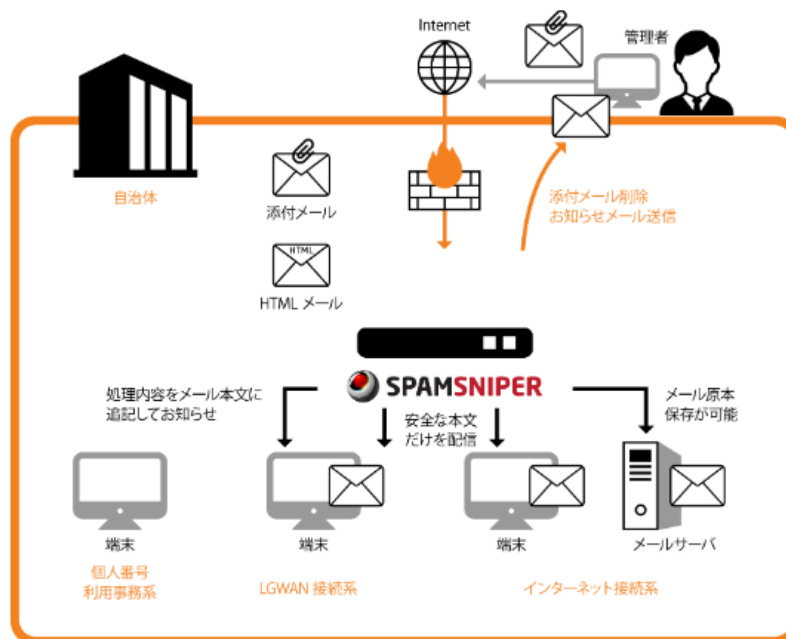 Internet
管理者
自治体
添付メール
HTML
HTML メール
添付メール削除
お知らせメール送信
SPAMSNIPER
処理内容をメール本文に
追記してお知らせ
安全な本文
だけを配信
メール原本
保存が可能
端末
端末
端末
メールサーバ
個人番号
利用事務系
LGWAN 接続系
インターネット接続系